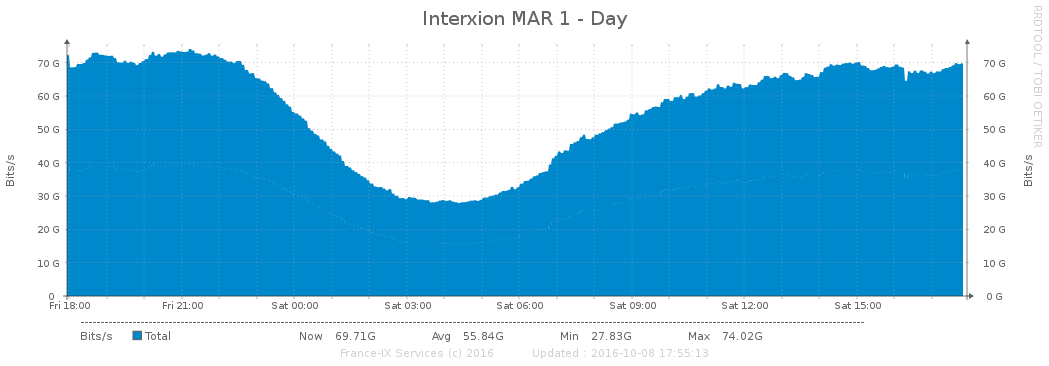 Interxion MAR 1 - Day
RRDTOOL / TOBI OETIKER
Bits/s
70 G 70 G
60 G 60 G
50 G 50 G
40 G 40 G
30 G 30 G
20 G 20 G
10 G 10 G
0 0 G
Bits/s
Fri 18:00 Fri 21:00 Sat 00:00 Sat 03:00 Sat 06:00 Sat 09:00 Sat 12:00 Sat 15:00
Bits/s Total Now 69.71G Avg 55.84G Min 27.83G Max 74.02G
France-IX Services (c) 2016 Updated : 2016-10-08 17:55:13